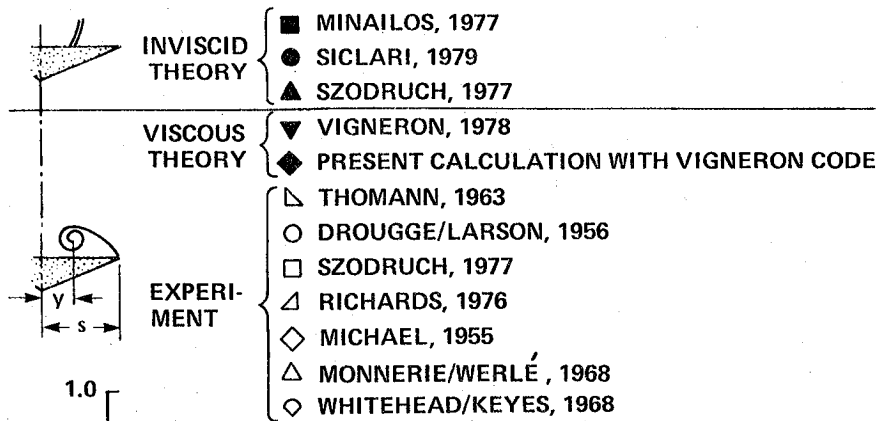 INVISCID
THEORY
MINAILOS, 1977
SICLARI, 1979
SZODRUCH, 1977
VISCOUS
THEORY
VIGNERON, 1978
PRESENT CALCULATION WITH VIGNERON CODE
EXPERI-
MENT
THOMANN, 1963
DROUGGE/LARSON, 1956
SZODRUCH, 1977
RICHARDS, 1976
MICHAEL, 1955
MONNERIE/WERLÉ, 1968
WHITEHEAD/KEYES, 1968
y
s
1.0